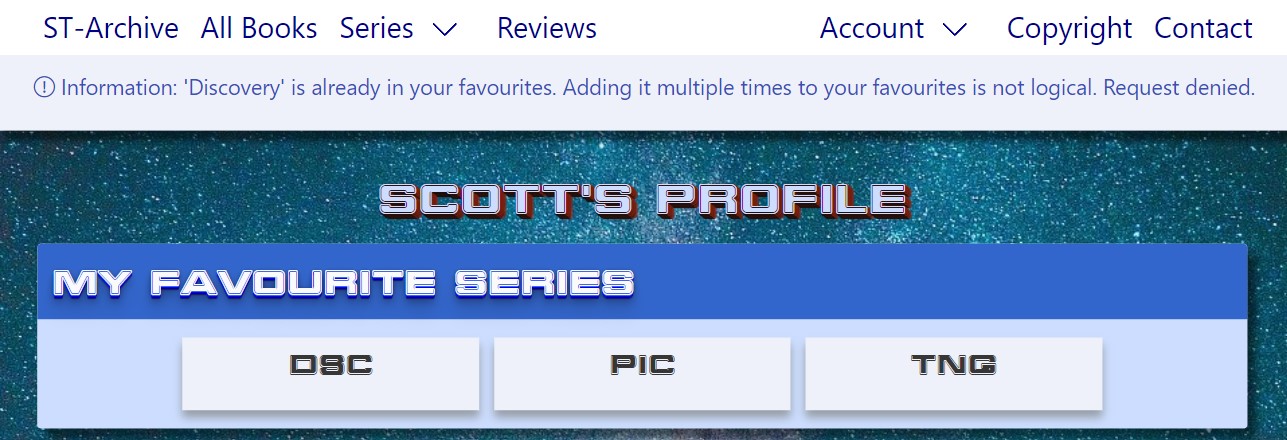 ST-Archive All Books Series Reviews Account Copyright Contact
Information: 'Discovery' is already in your favourites. Adding it multiple times to your favourites is not logical. Request denied.
SCOTT'S PROFILE
MY FAVOURITE SERIES
DSC PIC TNG